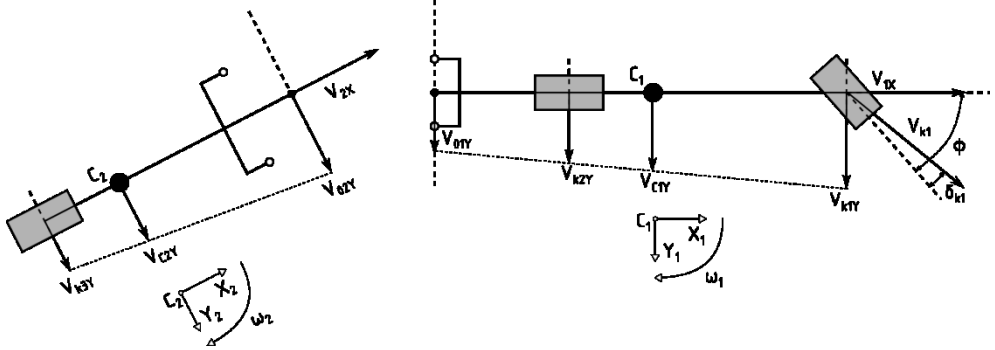 V2X
C2
V02Y
VC2Y
VK3Y
C2
X2
Y2
ω2
C1
V1X
VK1
ϕ
δK1
V01Y
VK2Y
VC1Y
VK1Y
C1
X1
Y1
ω1